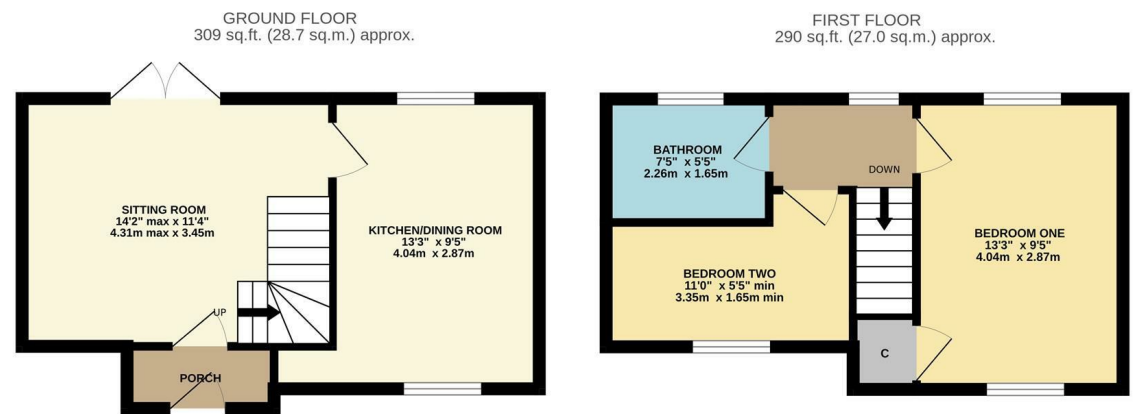 GROUND FLOOR
309 sq.ft. (28.7 sq.m.) approx.
SITTING ROOM
14'2" max x 11'4"
4.31m max x 3.45m
KITCHEN/DINING ROOM
13'3" x 9'5"
4.04m x 2.87m
UP
PORCH
FIRST FLOOR
290 sq.ft. (27.0 sq.m.) approx.
BATHROOM
7'5" x 5'5"
2.26m x 1.65m
DOWN
BEDROOM ONE
13'3" x 9'5"
4.04m x 2.87m
BEDROOM TWO
11'0" x 5'5" min
3.35m x 1.65m min
C